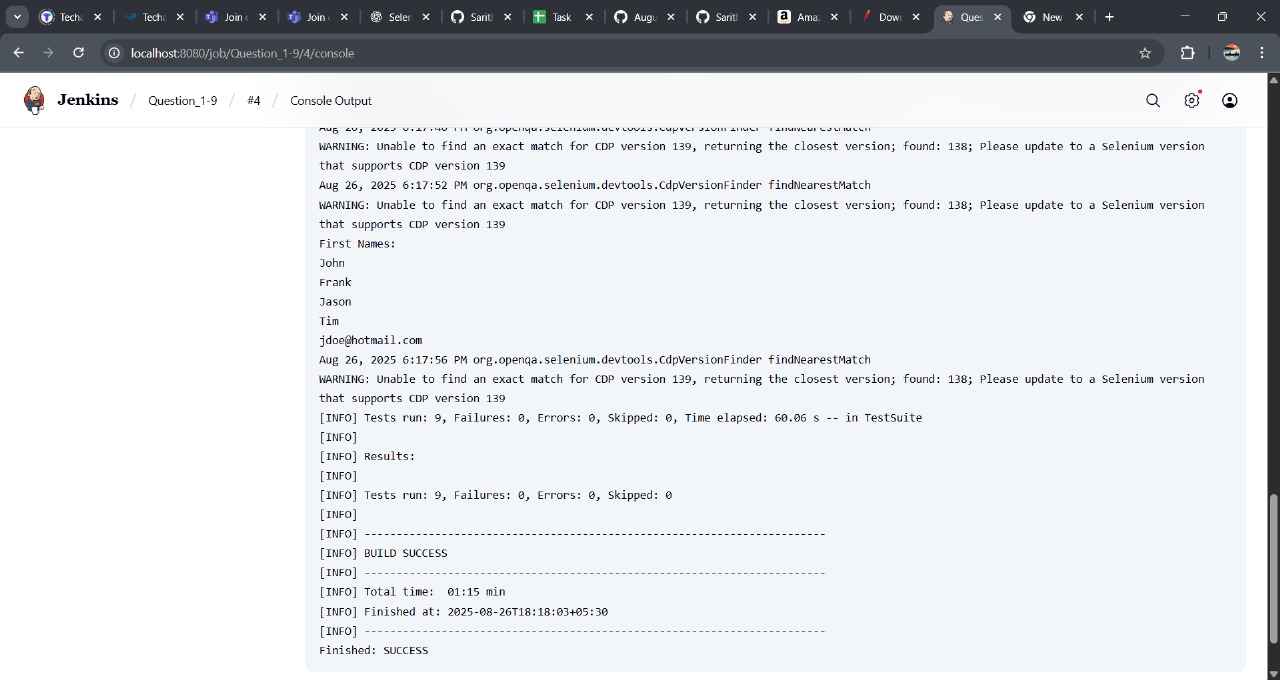 Techa
Techa
Join
Join
Seler
Sarit
Task
Augu
Sarit
Amaz
Dow
Ques
New
localhost:8080/job/Question_1-9/4/console
Jenkins / Question_1-9 / #4 / Console Output
WARNING: Unable to find an exact match for CDP version 139, returning the closest version; found: 138; Please update to a Selenium version
that supports CDP version 139
Aug 26, 2025 6:17:52 PM org.openqa.selenium.devtools.CdpVersionFinder findNearestMatch
WARNING: Unable to find an exact match for CDP version 139, returning the closest version; found: 138; Please update to a Selenium version
that supports CDP version 139
First Names:
John
Frank
Jason
Tim
jdoe@hotmail.com
Aug 26, 2025 6:17:56 PM org.openqa.selenium.devtools.CdpVersionFinder findNearestMatch
WARNING: Unable to find an exact match for CDP version 139, returning the closest version; found: 138; Please update to a Selenium version
that supports CDP version 139
[INFO] Tests run: 9, Failures: 0, Errors: 0, Skipped: 0, Time elapsed: 60.06 s -- in TestSuite
[INFO]
[INFO] Results:
[INFO]
[INFO] Tests run: 9, Failures: 0, Errors: 0, Skipped: 0
[INFO]
[INFO] ------------------------------------------------------------------------
[INFO] BUILD SUCCESS
[INFO] ------------------------------------------------------------------------
[INFO] Total time:  01:15 min
[INFO] Finished at: 2025-08-26T18:18:03+05:30
[INFO] ------------------------------------------------------------------------
Finished: SUCCESS